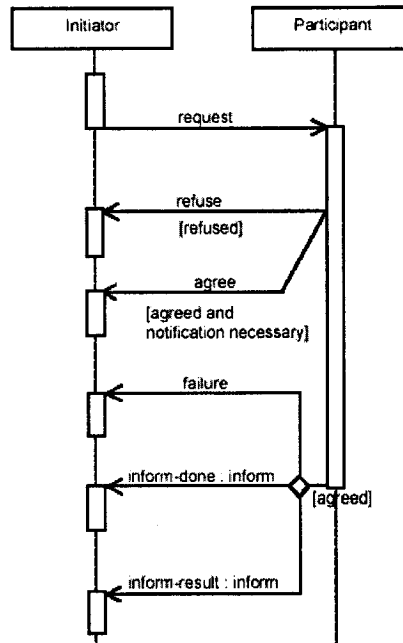 Initiator
Participant
request
refuse
[refused]
agree
[agreed and
notification necessary]
failure
inform-done : inform
[agreed]
inform-result : inform